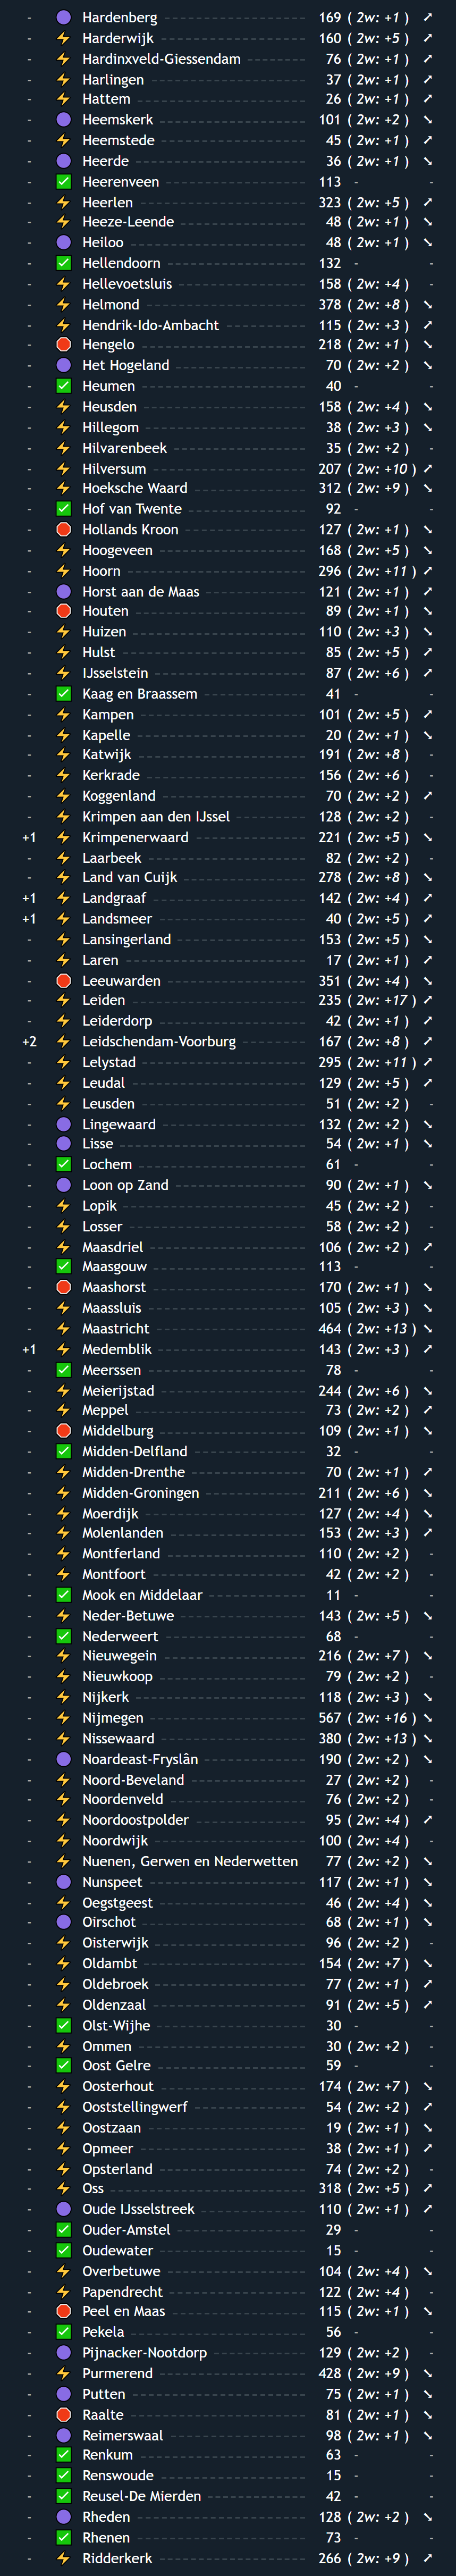 - Hardenberg 169 ( 2w: +1 ) ↗
- Harderwijk 160 ( 2w: +5 ) ↗
- Hardinxveld-Giessendam 76 ( 2w: +1 ) ↗
- Harlingen 37 ( 2w: +1 ) ↗
- Hattem 26 ( 2w: +1 ) ↗
- Heemskerk 101 ( 2w: +2 ) ↘
- Heemstede 45 ( 2w: +1 ) ↗
- Heerde 36 ( 2w: +1 ) ↘
- Heerenveen 113 - -
- Heerlen 323 ( 2w: +5 ) ↗
- Heeze-Leende 48 ( 2w: +1 ) ↘
- Heiloo 48 ( 2w: +1 ) ↘
- Hellendoorn 132 - -
- Hellevoetsluis 158 ( 2w: +4 ) -
- Helmond 378 ( 2w: +8 ) ↘
- Hendrik-Ido-Ambacht 115 ( 2w: +3 ) ↗
- Hengelo 218 ( 2w: +1 ) ↘
- Het Hogeland 70 ( 2w: +2 ) ↘
- Heumen 40 - -
- Heusden 158 ( 2w: +4 ) ↘
- Hillegom 38 ( 2w: +3 ) ↘
- Hilvarenbeek 35 ( 2w: +2 ) -
- Hilversum 207 ( 2w: +10 ) ↗
- Hoeksche Waard 312 ( 2w: +9 ) ↘
- Hof van Twente 92 - -
- Hollands Kroon 127 ( 2w: +1 ) ↘
- Hoogeveen 168 ( 2w: +5 ) ↘
- Hoorn 296 ( 2w: +11 ) ↗
- Horst aan de Maas 121 ( 2w: +1 ) ↗
- Houten 89 ( 2w: +1 ) ↘
- Huizen 110 ( 2w: +3 ) ↘
- Hulst 85 ( 2w: +5 ) ↗
- IJsselstein 87 ( 2w: +6 ) ↗
- Kaag en Braassem 41 - -
- Kampen 101 ( 2w: +5 ) ↗
- Kapelle 20 ( 2w: +1 ) ↘
- Katwijk 191 ( 2w: +8 ) -
- Kerkrade 156 ( 2w: +6 ) -
- Koggenland 70 ( 2w: +2 ) ↗
- Krimpen aan den IJssel 128 ( 2w: +2 ) -
+1 Krimpenerwaard 221 ( 2w: +5 ) ↘
- Laarbeek 82 ( 2w: +2 ) -
- Land van Cuijk 278 ( 2w: +8 ) ↘
+1 Landgraaf 142 ( 2w: +4 ) ↗
+1 Landsmeer 40 ( 2w: +5 ) ↗
- Lansingerland 153 ( 2w: +5 ) ↘
- Laren 17 ( 2w: +1 ) ↗
- Leeuwarden 351 ( 2w: +4 ) ↘
- Leiden 235 ( 2w: +17 ) ↗
- Leiderdorp 42 ( 2w: +1 ) ↗
+2 Leidschendam-Voorburg 167 ( 2w: +8 ) ↗
- Lelystad 295 ( 2w: +11 ) ↗
- Leudal 129 ( 2w: +5 ) ↗
- Leusden 51 ( 2w: +2 ) -
- Lingewaard 132 ( 2w: +2 ) ↘
- Lisse 54 ( 2w: +1 ) ↘
- Lochem 61 - -
- Loon op Zand 90 ( 2w: +1 ) ↘
- Lopik 45 ( 2w: +2 ) -
- Losser 58 ( 2w: +2 ) -
- Maasdriel 106 ( 2w: +2 ) ↗
- Maasgouw 113 - -
- Maashorst 170 ( 2w: +1 ) ↘
- Maassluis 105 ( 2w: +3 ) ↘
- Maastricht 464 ( 2w: +13 ) ↘
+1 Medemblik 143 ( 2w: +3 ) ↗
- Meerssen 78 - -
- Meierijstad 244 ( 2w: +6 ) ↘
- Meppel 73 ( 2w: +2 ) ↗
- Middelburg 109 ( 2w: +1 ) ↘
- Midden-Delfland 32 - -
- Midden-Drenthe 70 ( 2w: +1 ) ↗
- Midden-Groningen 211 ( 2w: +6 ) ↘
- Moerdijk 127 ( 2w: +4 ) ↘
- Molenlanden 153 ( 2w: +3 ) ↗
- Montferland 110 ( 2w: +2 ) -
- Montfoort 42 ( 2w: +2 ) -
- Mook en Middelaar 11 - -
- Neder-Betuwe 143 ( 2w: +5 ) ↘
- Nederweert 68 - -
- Nieuwegein 216 ( 2w: +7 ) ↘
- Nieuwkoop 79 ( 2w: +2 ) -
- Nijkerk 118 ( 2w: +3 ) ↘
- Nijmegen 567 ( 2w: +16 ) ↘
- Nissewaard 380 ( 2w: +13 ) ↘
- Noardeast-Fryslân 190 ( 2w: +2 ) ↘
- Noord-Beveland 27 ( 2w: +2 ) -
- Noordenveld 76 ( 2w: +2 ) -
- Noordoostpolder 95 ( 2w: +4 ) ↗
- Noordwijk 100 ( 2w: +4 ) -
- Nuenen, Gerwen en Nederwetten 77 ( 2w: +2 ) ↘
- Nunspeet 117 ( 2w: +1 ) ↘
- Oegstgeest 46 ( 2w: +4 ) ↘
- Oirschot 68 ( 2w: +1 ) ↘
- Oisterwijk 96 ( 2w: +2 ) -
- Oldambt 154 ( 2w: +7 ) ↘
- Oldebroek 77 ( 2w: +1 ) ↗
- Oldenzaal 91 ( 2w: +5 ) ↗
- Olst-Wijhe 30 - -
- Ommen 30 ( 2w: +2 ) -
- Oost Gelre 59 - -
- Oosterhout 174 ( 2w: +7 ) ↘
- Ooststellingwerf 54 ( 2w: +2 ) ↗
- Oostzaan 19 ( 2w: +1 ) ↘
- Opmeer 38 ( 2w: +1 ) ↗
- Opsterland 74 ( 2w: +2 ) -
- Oss 318 ( 2w: +5 ) ↗
- Oude IJsselstreek 110 ( 2w: +1 ) ↗
- Ouder-Amstel 29 - -
- Oudewater 15 - -
- Overbetuwe 104 ( 2w: +4 ) ↘
- Papendrecht 122 ( 2w: +4 ) -
- Peel en Maas 115 ( 2w: +1 ) ↘
- Pekela 56 - -
- Pijnacker-Nootdorp 129 ( 2w: +2 ) -
- Purmerend 428 ( 2w: +9 ) ↘
- Putten 75 ( 2w: +1 ) ↘
- Raalte 81 ( 2w: +1 ) ↘
- Reimerswaal 98 ( 2w: +1 ) ↘
- Renkum 63 - -
- Renswoude 15 - -
- Reusel-De Mierden 42 - -
- Rheden 128 ( 2w: +2 ) ↘
- Rhenen 73 - -
- Ridderkerk 266 ( 2w: +9 ) ↗